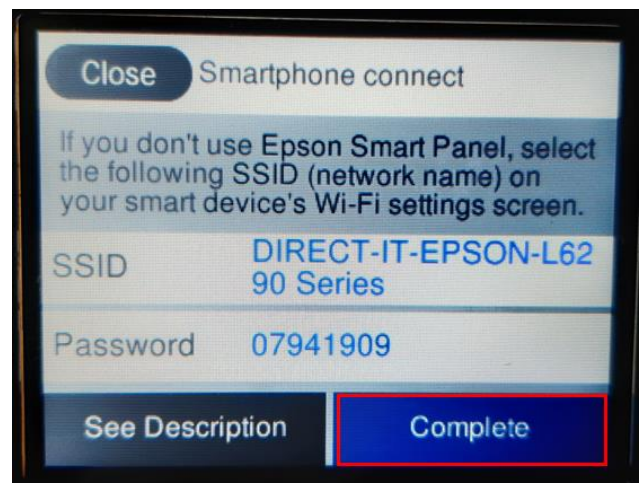 Close Smartphone connect
If you don't use Epson Smart Panel, select
the following SSID (network name) on
your smart device's Wi-Fi settings screen.
SSID DIRECT-IT-EPSON-L62
90 Series
Password 07941909
See Description Complete